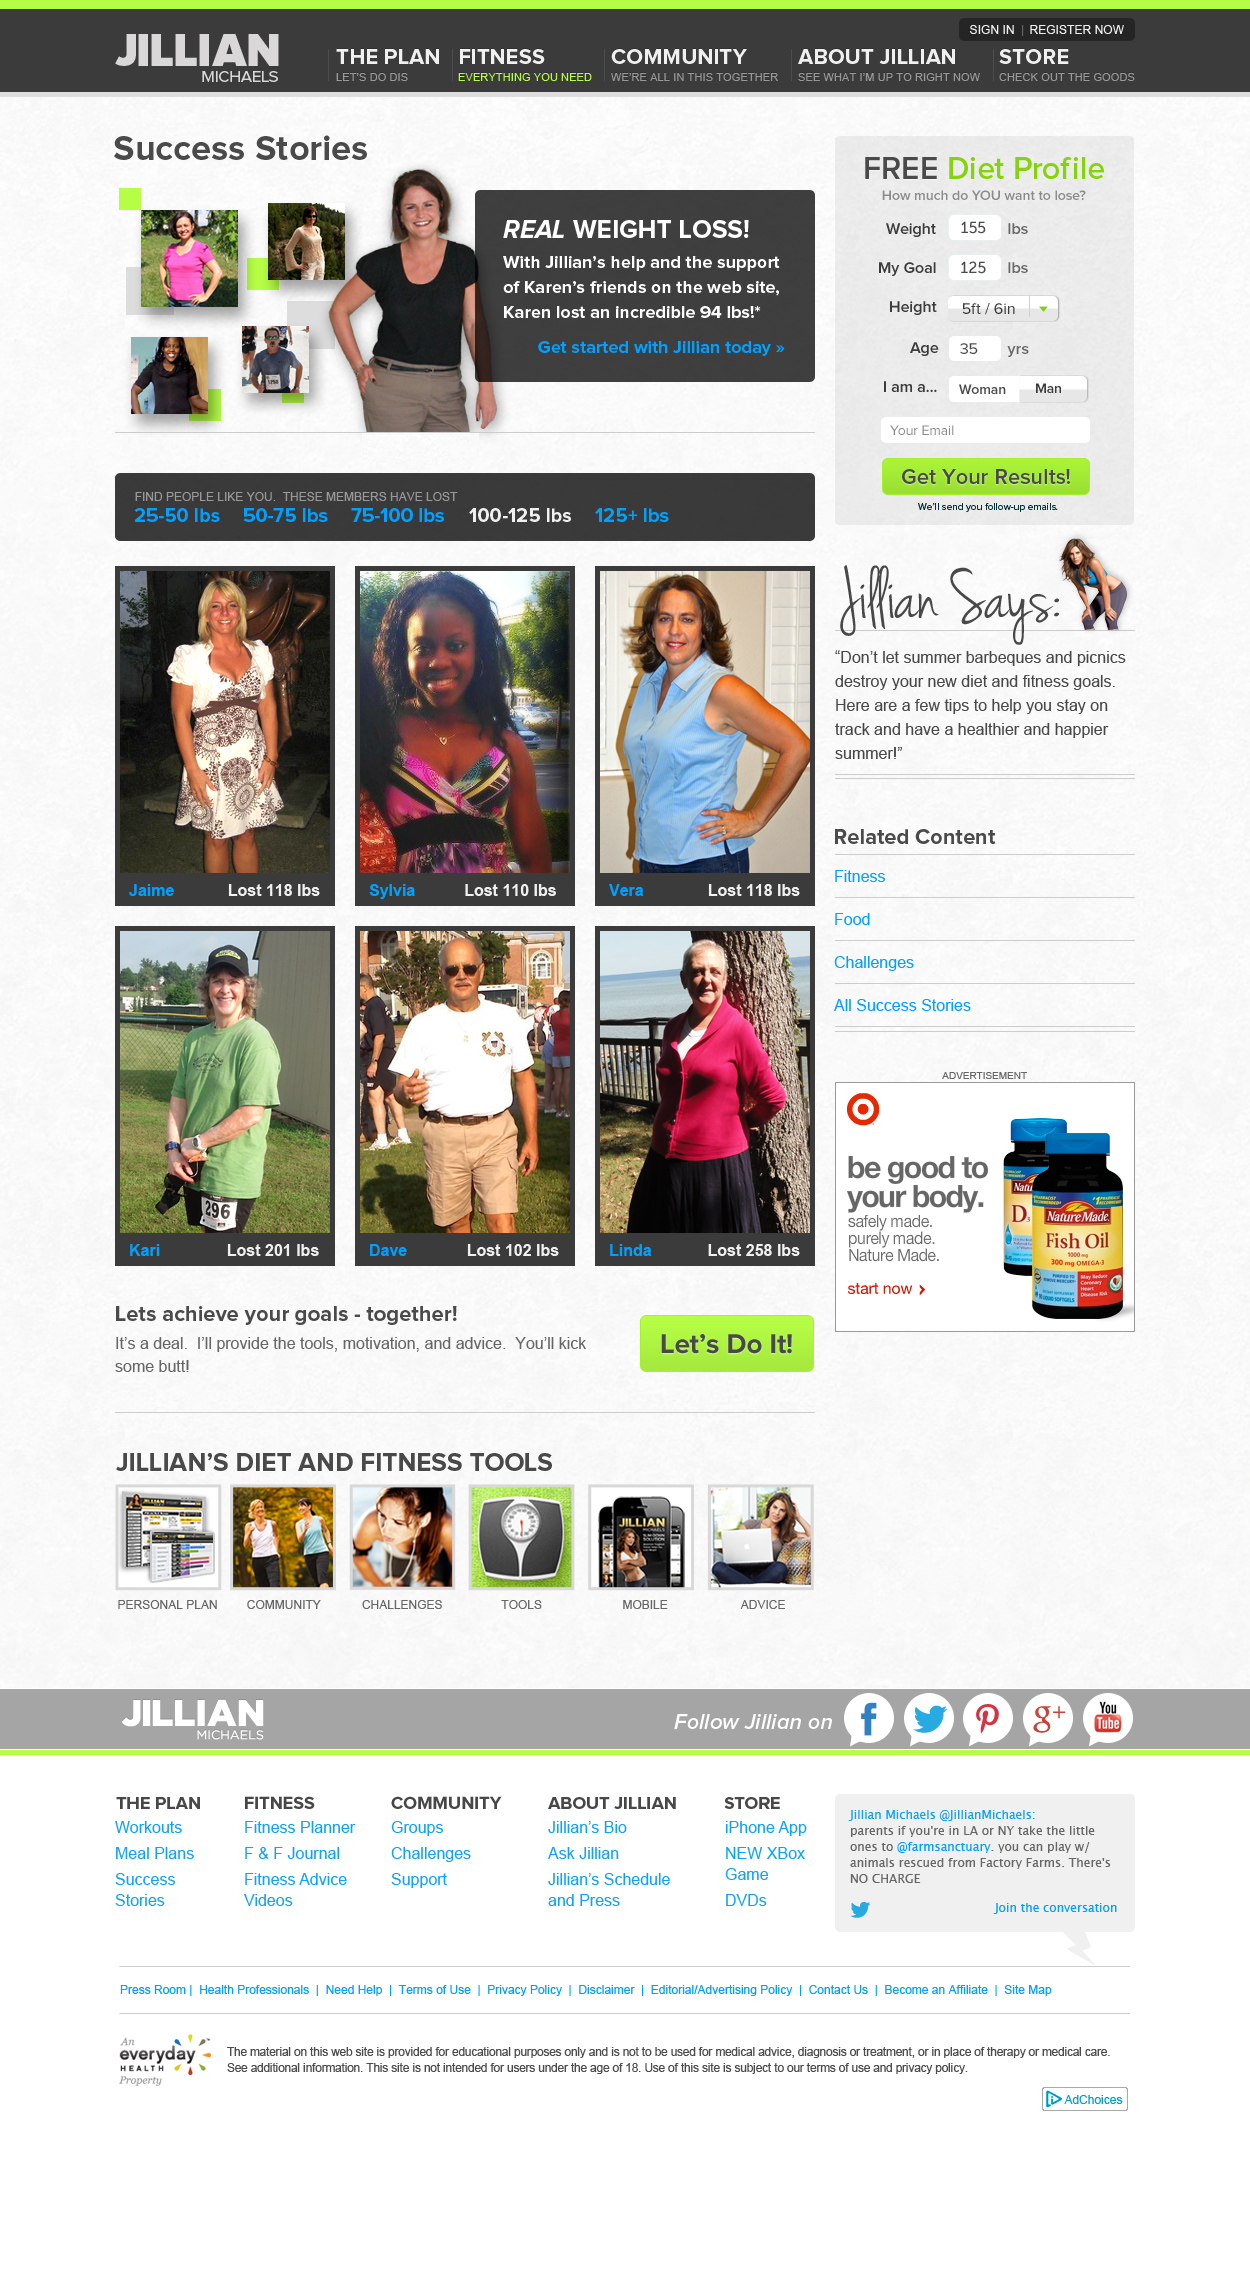 SIGN IN | REGISTER NOW
JILLIAN
MICHAELS
THE PLAN
LET'S DO DIS
FITNESS
EVERYTHING YOU NEED
COMMUNITY
WE'RE ALL IN THIS TOGETHER
ABOUT JILLIAN
SEE WHAT I'M UP TO RIGHT NOW
STORE
CHECK OUT THE GOODS
Success Stories
REAL WEIGHT LOSS!
With Jillian's help and the support
of Karen's friends on the web site,
Karen lost an incredible 94 lbs!*
Get started with Jillian today »
FIND PEOPLE LIKE YOU. THESE MEMBERS HAVE LOST
25-50 lbs 50-75 lbs 75-100 lbs 100-125 lbs 125+ lbs
Jaime Lost 118 lbs
Sylvia Lost 110 lbs
Vera Lost 118 lbs
296
Kari Lost 201 lbs
Dave Lost 102 lbs
Linda Lost 258 lbs
Lets achieve your goals - together!
It's a deal. I'll provide the tools, motivation, and advice. You'll kick
some butt!
Let's Do It!
FREE Diet Profile
How much do YOU want to lose?
Weight 155 lbs
My Goal 125 lbs
Height 5ft / 6in
Age 35 yrs
I am a... Woman Man
Your Email
Get Your Results!
We'll send you follow-up emails.
Jillian Says:
“Don't let summer barbeques and picnics
destroy your new diet and fitness goals.
Here are a few tips to help you stay on
track and have a healthier and happier
summer!”
Related Content
Fitness
Food
Challenges
All Success Stories
ADVERTISEMENT
be good to
your body.
safely made.
purely made.
Nature Made.
start now
Nature Made
Fish Oil
1000 mg
300 mg OMEGA-3
May Reduce
Coronary
Heart
Disease Risk
D3
JILLIAN'S DIET AND FITNESS TOOLS
JILLIAN
JILLIAN
MICHAELS
PERSONAL PLAN COMMUNITY CHALLENGES TOOLS MOBILE ADVICE
JILLIAN
MICHAELS
Follow Jillian on
f
g+
You
Tube
THE PLAN
Workouts
Meal Plans
Success
Stories
FITNESS
Fitness Planner
F & F Journal
Fitness Advice
Videos
COMMUNITY
Groups
Challenges
Support
ABOUT JILLIAN
Jillian's Bio
Ask Jillian
Jillian's Schedule
and Press
STORE
iPhone App
NEW XBox
Game
DVDs
Jillian Michaels @JillianMichaels:
parents if you're in LA or NY take the little
ones to @farmsanctuary. you can play w/
animals rescued from Factory Farms. There's
NO CHARGE
Join the conversation
Press Room | Health Professionals | Need Help | Terms of Use | Privacy Policy | Disclaimer | Editorial/Advertising Policy | Contact Us | Become an Affiliate | Site Map
An
everyday
HEALTH
Property
The material on this web site is provided for educational purposes only and is not to be used for medical advice, diagnosis or treatment, or in place of therapy or medical care.
See additional information. This site is not intended for users under the age of 18. Use of this site is subject to our terms of use and privacy policy.
AdChoices